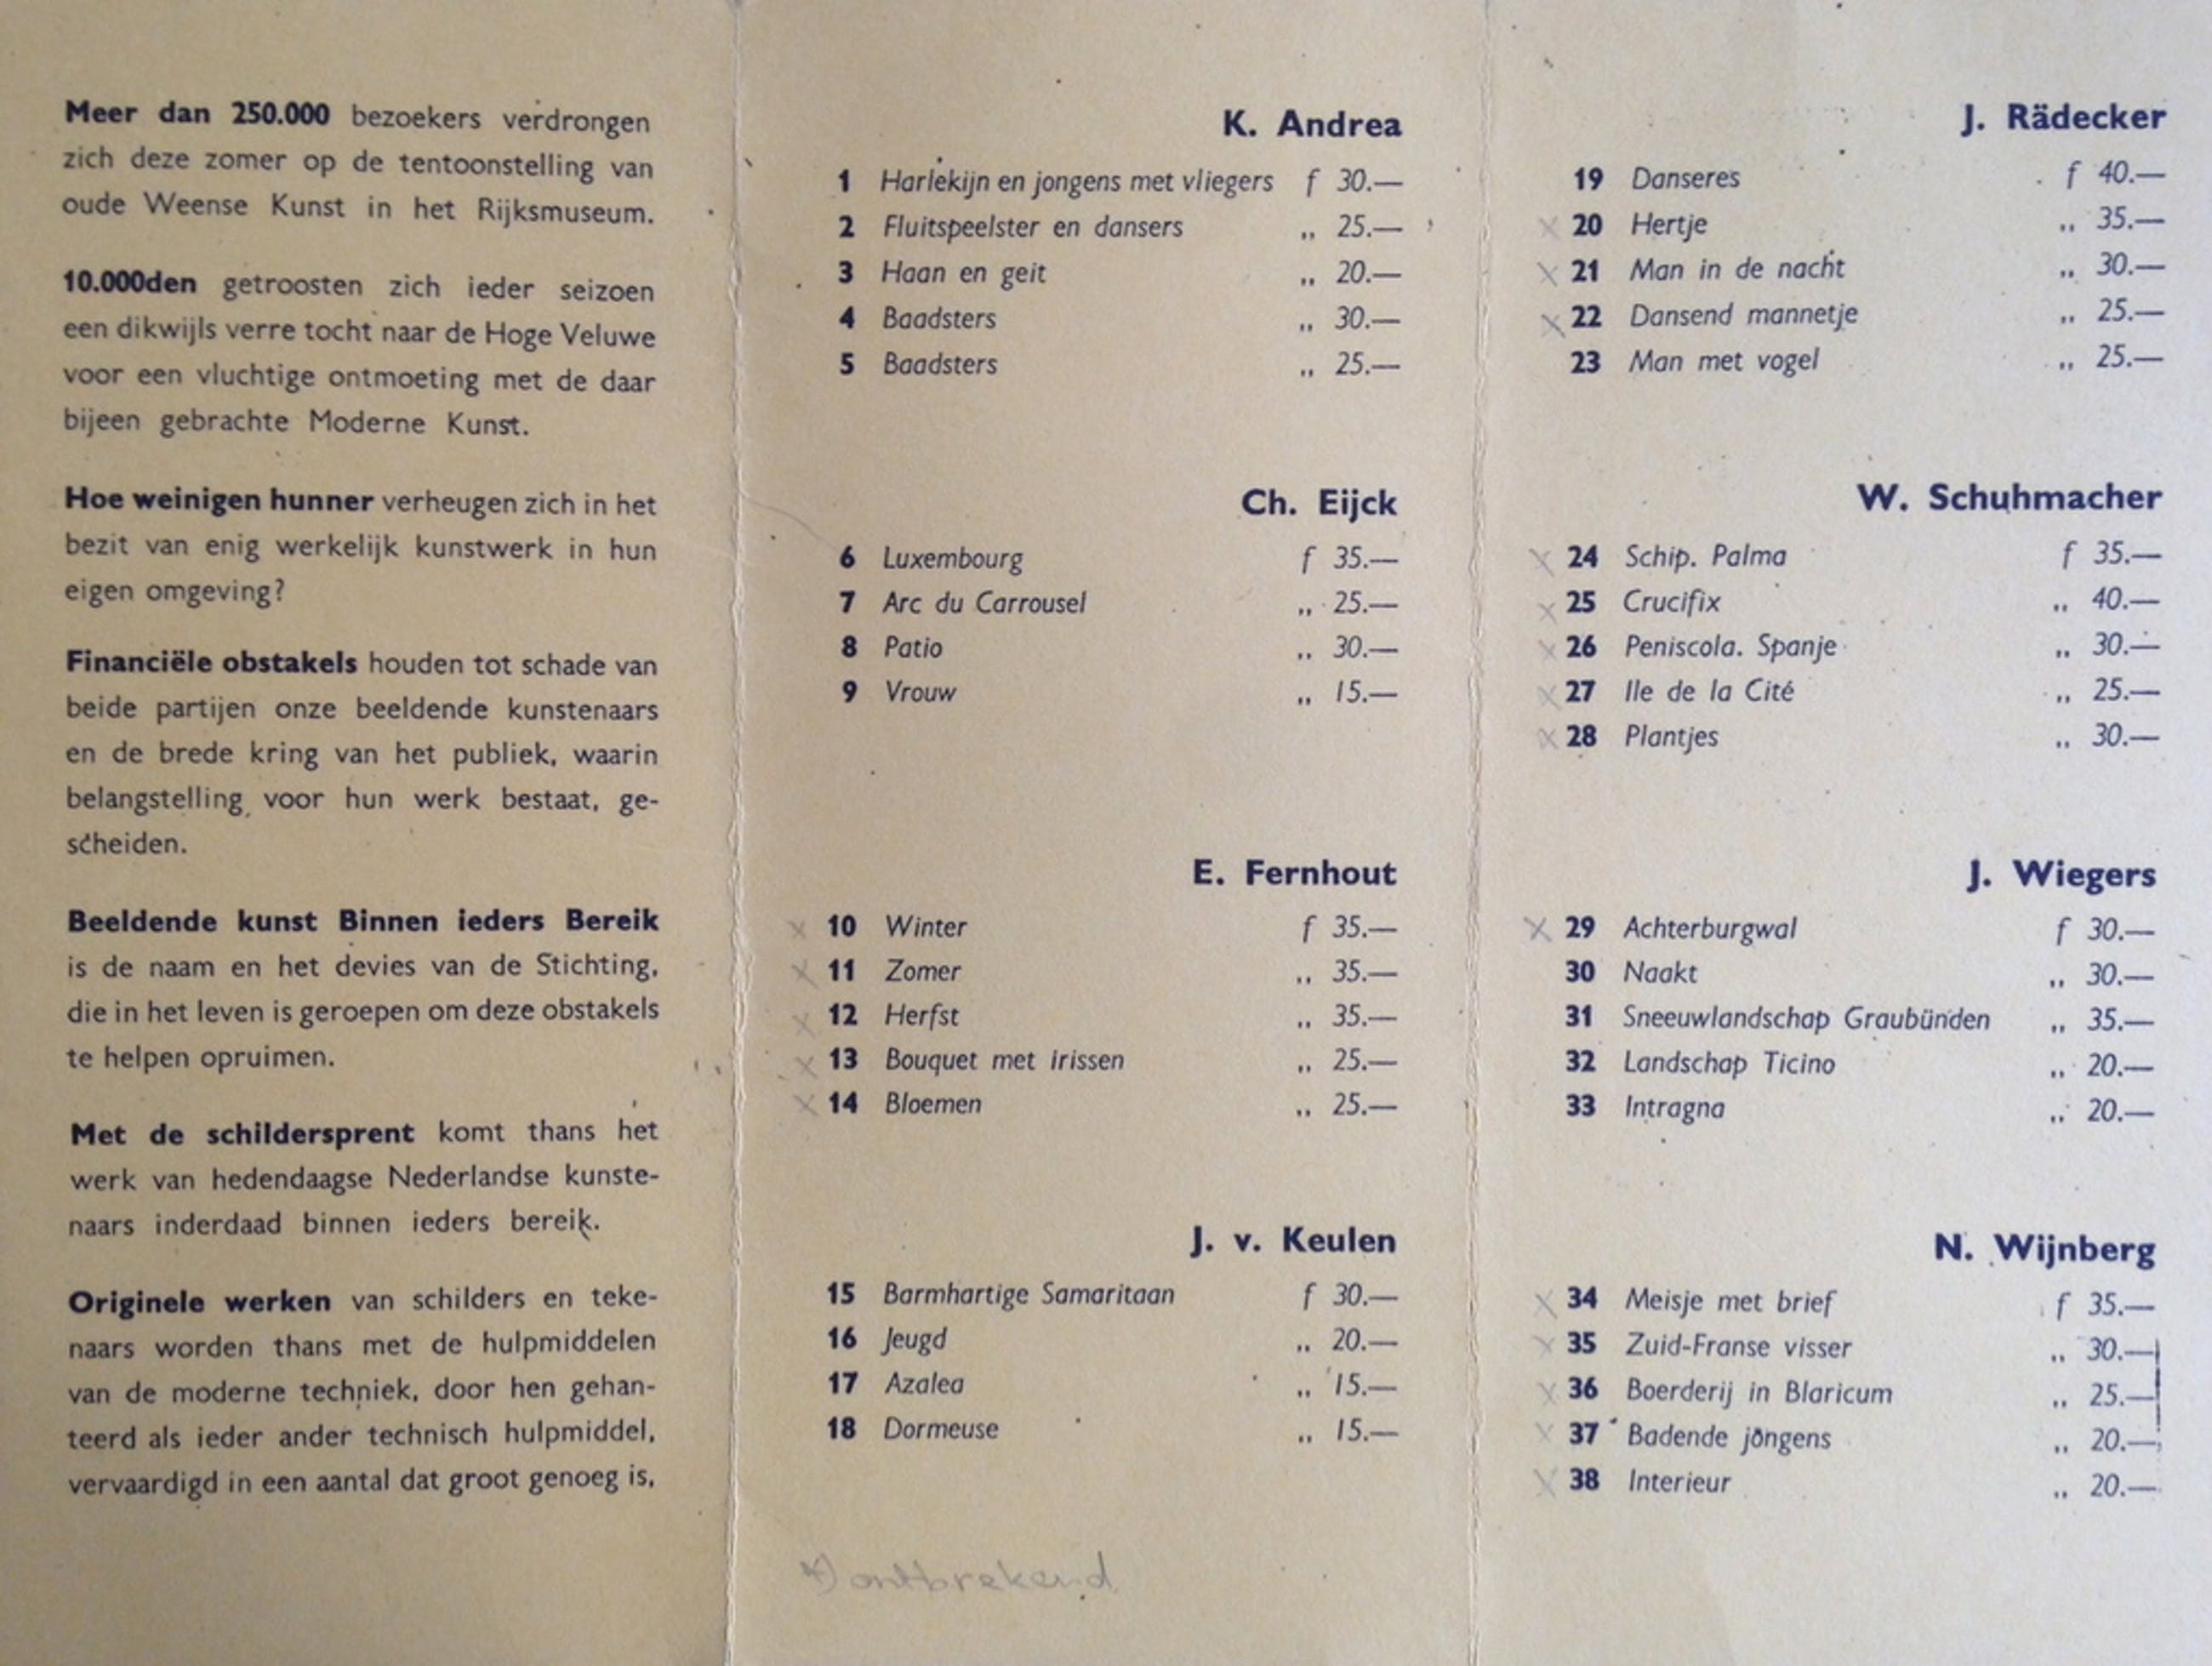 Meer dan 250.000 bezoekers verdrongen
zich deze zomer op de tentoonstelling van
oude Weense Kunst in het Rijksmuseum.
10.000den getroosten zich ieder seizoen
een dikwijls verre tocht naar de Hoge Veluwe
voor een vluchtige ontmoeting met de daar
bijeen gebrachte Moderne Kunst.
Hoe weinigen hunner verheugen zich in het
bezit van enig werkelijk kunstwerk in hun
eigen omgeving?
Financiële obstakels houden tot schade van
beide partijen onze beeldende kunstenaars
en de brede kring van het publiek, waarin
belangstelling voor hun werk bestaat, ge-
scheiden.
Beeldende kunst Binnen ieders Bereik
is de naam en het devies van de Stichting,
die in het leven is geroepen om deze obstakels
te helpen opruimen.
Met de schildersprent komt thans het
werk van hedendaagse Nederlandse kunste-
naars inderdaad binnen ieders bereik.
Originele werken van schilders en teke-
naars worden thans met de hulpmiddelen
van de moderne techniek, door hen gehan-
teerd als ieder ander technisch hulpmiddel,
vervaardigd in een aantal dat groot genoeg is,
K. Andrea
1 Harlekijn en jongens met vliegers f 30.—
2 Fluitspeelster en dansers „ 25.—
3 Haan en geit „ 20.—
4 Baadsters „ 30.—
5 Baadsters „ 25.—
Ch. Eijck
6 Luxembourg f 35.—
7 Arc du Carrousel „ 25.—
8 Patio „ 30.—
9 Vrouw „ 15.—
E. Fernhout
x 10 Winter f 35.—
x 11 Zomer „ 35.—
x 12 Herfst „ 35.—
x 13 Bouquet met irissen „ 25.—
x 14 Bloemen „ 25.—
J. v. Keulen
15 Barmhartige Samaritaan f 30.—
16 Jeugd „ 20.—
17 Azalea „ 15.—
18 Dormeuse „ 15.—
x) ontbrekend
J. Rädecker
19 Danseres f 40.—
x 20 Hertje „ 35.—
x 21 Man in de nacht „ 30.—
x 22 Dansend mannetje „ 25.—
23 Man met vogel „ 25.—
W. Schuhmacher
x 24 Schip. Palma f 35.—
x 25 Crucifix „ 40.—
x 26 Peniscola. Spanje „ 30.—
x 27 Ile de la Cité „ 25.—
x 28 Plantjes „ 30.—
J. Wiegers
x 29 Achterburgwal f 30.—
30 Naakt „ 30.—
31 Sneeuwlandschap Graubünden „ 35.—
32 Landschap Ticino „ 20.—
33 Intragna „ 20.—
N. Wijnberg
x 34 Meisje met brief f 35.—
x 35 Zuid-Franse visser „ 30.—
x 36 Boerderij in Blaricum „ 25.—
x 37 Badende jongens „ 20.—
x 38 Interieur „ 20.—